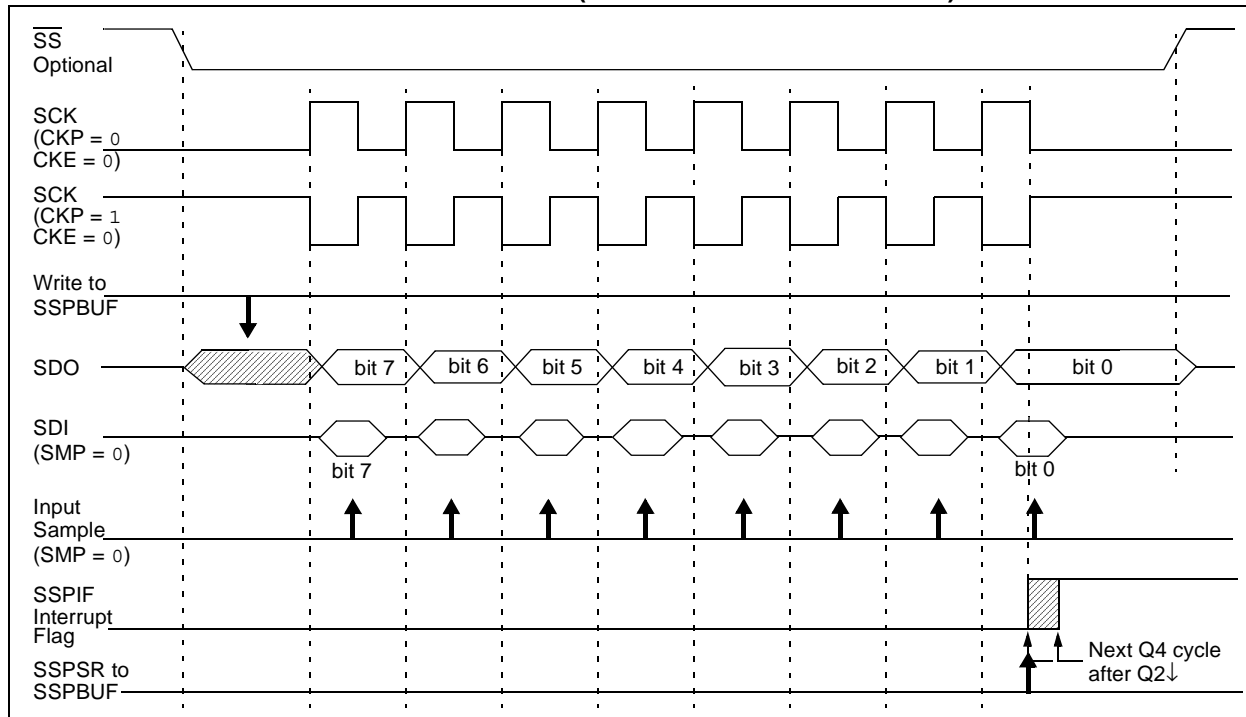 SS
Optional
SCK
(CKP = 0
CKE = 0)
SCK
(CKP = 1
CKE = 0)
Write to
SSPBUF
SDO
bit 7 bit 6 bit 5 bit 4 bit 3 bit 2 bit 1 bit 0
SDI
(SMP = 0)
bit 7 bit 0
Input
Sample
(SMP = 0)
SSPIF
Interrupt
Flag
Next Q4 cycle
after Q2↓
SSPSR to
SSPBUF